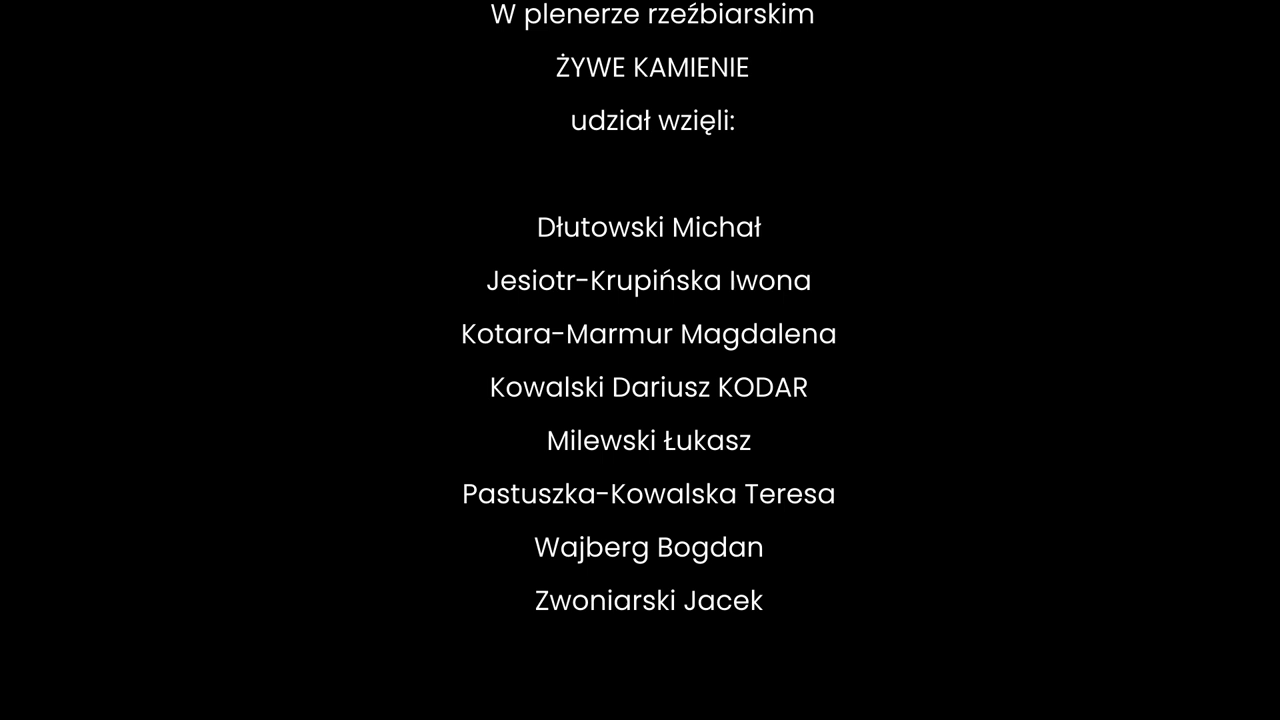 W plenerze rzeźbiarskim
ŻYWE KAMIENIE
udział wzięli:
Dłutowski Michał
Jesiotr-Krupińska Iwona
Kotara-Marmur Magdalena
Kowalski Dariusz KODAR
Milewski Łukasz
Pastuszka-Kowalska Teresa
Wajberg Bogdan
Zwoniarski Jacek